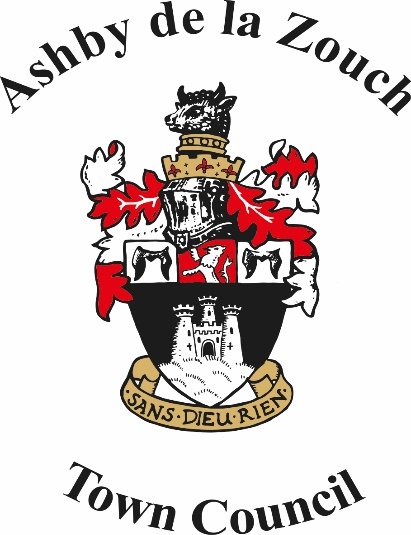 Ashby de la Zouch
·SANS·DIEU·RIEN·
Town Council